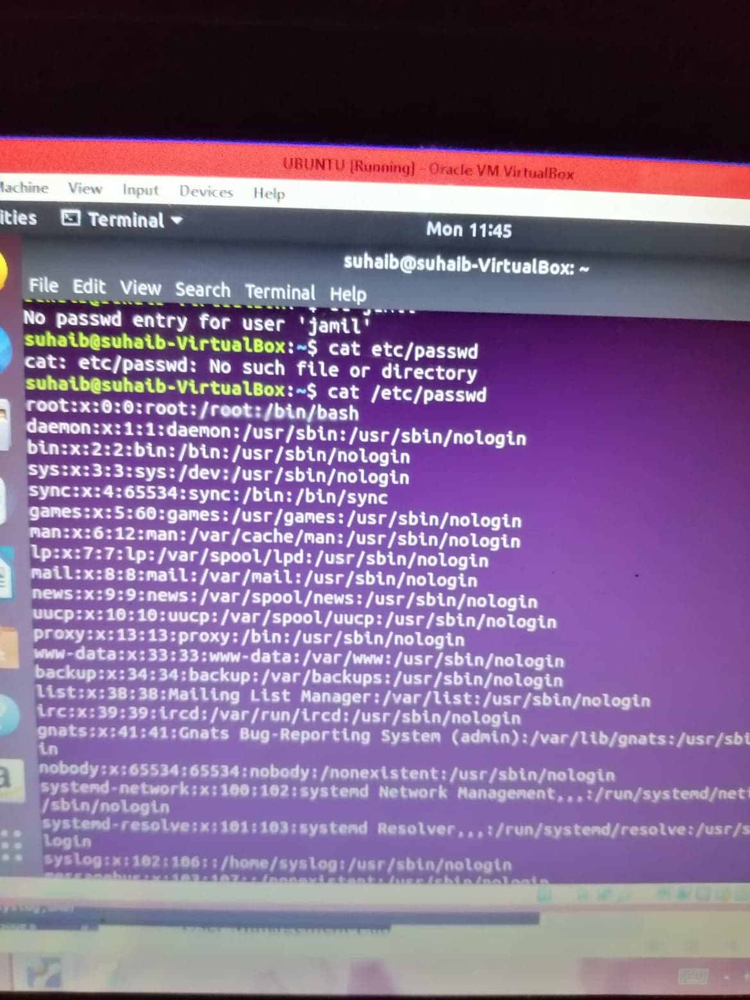 UBUNTU [Running] - Oracle VM VirtualBox
Machine View Input Devices Help
ities Terminal Mon 11:45
suhaib@suhaib-VirtualBox: ~
File Edit View Search Terminal Help
No passwd entry for user 'jamil'
suhaib@suhaib-VirtualBox:~$ cat etc/passwd
cat: etc/passwd: No such file or directory
suhaib@suhaib-VirtualBox:~$ cat /etc/passwd
root:x:0:0:root:/root:/bin/bash
daemon:x:1:1:daemon:/usr/sbin:/usr/sbin/nologin
bin:x:2:2:bin:/bin:/usr/sbin/nologin
sys:x:3:3:sys:/dev:/usr/sbin/nologin
sync:x:4:65534:sync:/bin:/bin/sync
games:x:5:60:games:/usr/games:/usr/sbin/nologin
man:x:6:12:man:/var/cache/man:/usr/sbin/nologin
lp:x:7:7:lp:/var/spool/lpd:/usr/sbin/nologin
mail:x:8:8:mail:/var/mail:/usr/sbin/nologin
news:x:9:9:news:/var/spool/news:/usr/sbin/nologin
uucp:x:10:10:uucp:/var/spool/uucp:/usr/sbin/nologin
proxy:x:13:13:proxy:/bin:/usr/sbin/nologin
www-data:x:33:33:www-data:/var/www:/usr/sbin/nologin
backup:x:34:34:backup:/var/backups:/usr/sbin/nologin
list:x:38:38:Mailing List Manager:/var/list:/usr/sbin/nologin
irc:x:39:39:ircd:/var/run/ircd:/usr/sbin/nologin
gnats:x:41:41:Gnats Bug-Reporting System (admin):/var/lib/gnats:/usr/sbi
in
nobody:x:65534:65534:nobody:/nonexistent:/usr/sbin/nologin
systemd-network:x:100:102:systemd Network Management,,,:/run/systemd/net
/sbin/nologin
systemd-resolve:x:101:103:systemd Resolver,,,:/run/systemd/resolve:/usr/s
login
syslog:x:102:106::/home/syslog:/usr/sbin/nologin
messagebus:x:103:107::/nonexistent:/usr/sbin/nologin